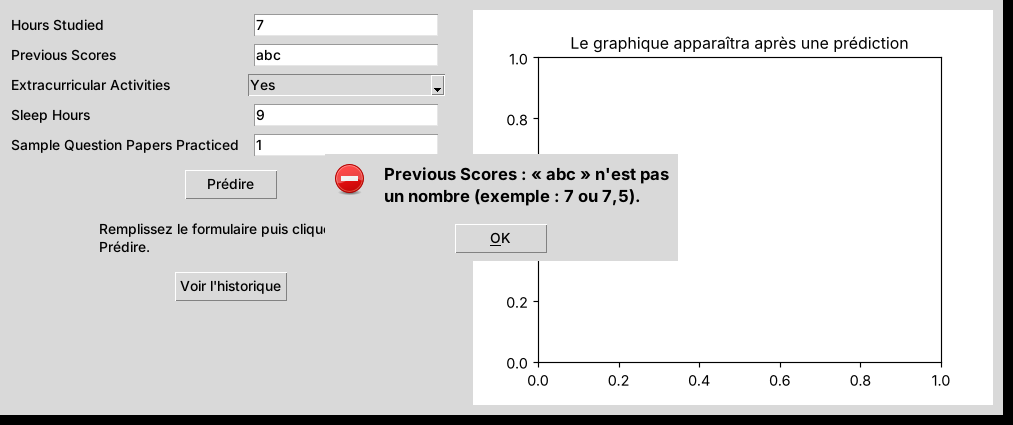 Hours Studied 7
Previous Scores abc
Extracurricular Activities Yes
Sleep Hours 9
Sample Question Papers Practiced 1
Prédire
Remplissez le formulaire puis clique
Prédire.
Voir l'historique
Previous Scores : « abc » n'est pas
un nombre (exemple : 7 ou 7,5).
OK
Le graphique apparaîtra après une prédiction
1.0
0.8
0.2
0.0
0.0 0.2 0.4 0.6 0.8 1.0